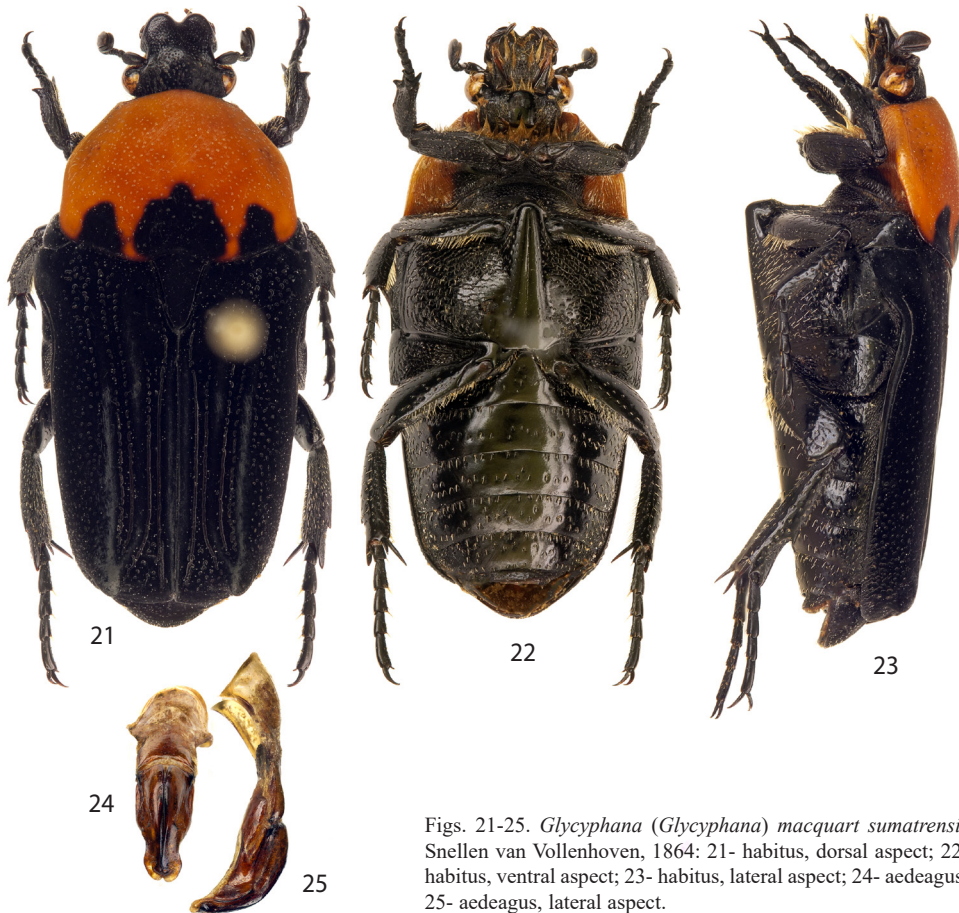 21
22
23
24
25
Figs. 21-25. Glycyphana (Glycyphana) macquart sumatrensi
Snellen van Vollenhoven, 1864: 21- habitus, dorsal aspect; 22
habitus, ventral aspect; 23- habitus, lateral aspect; 24- aedeagus
25- aedeagus, lateral aspect.